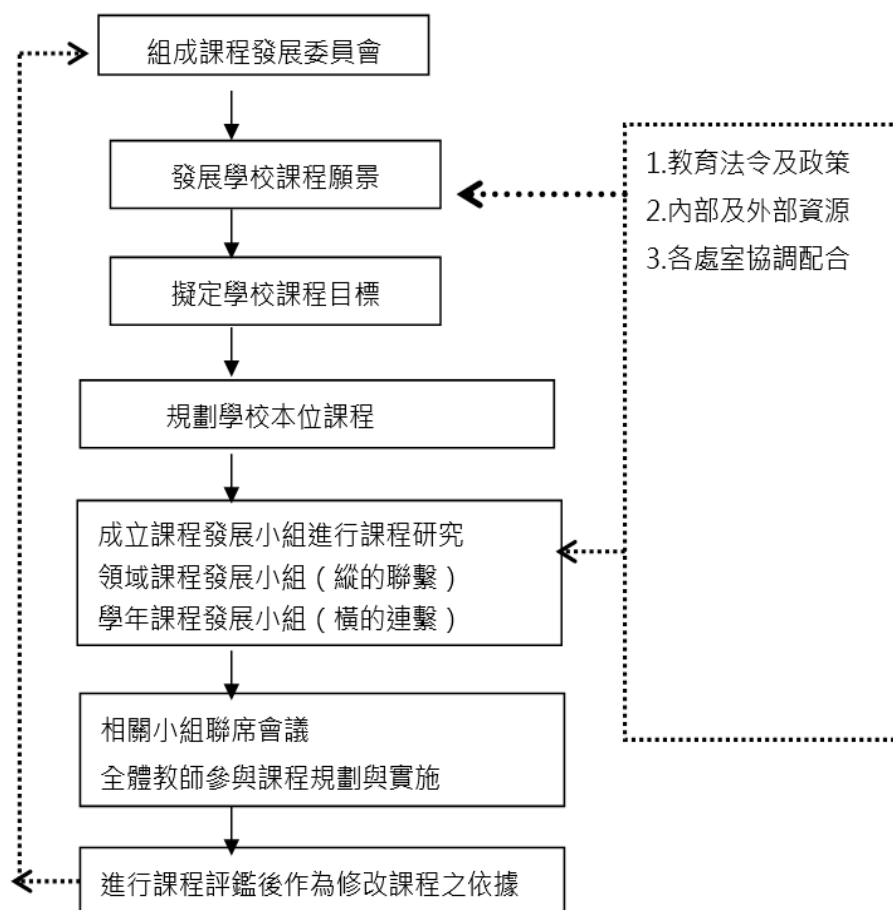 組成課程發展委員會
發展學校課程願景
擬定學校課程目標
規劃學校本位課程
成立課程發展小組進行課程研究
領域課程發展小組（縱的聯繫）
學年課程發展小組（橫的連繫）
相關小組聯席會議
全體教師參與課程規劃與實施
進行課程評鑑後作為修改課程之依據
1.教育法令及政策
2.內部及外部資源
3.各處室協調配合